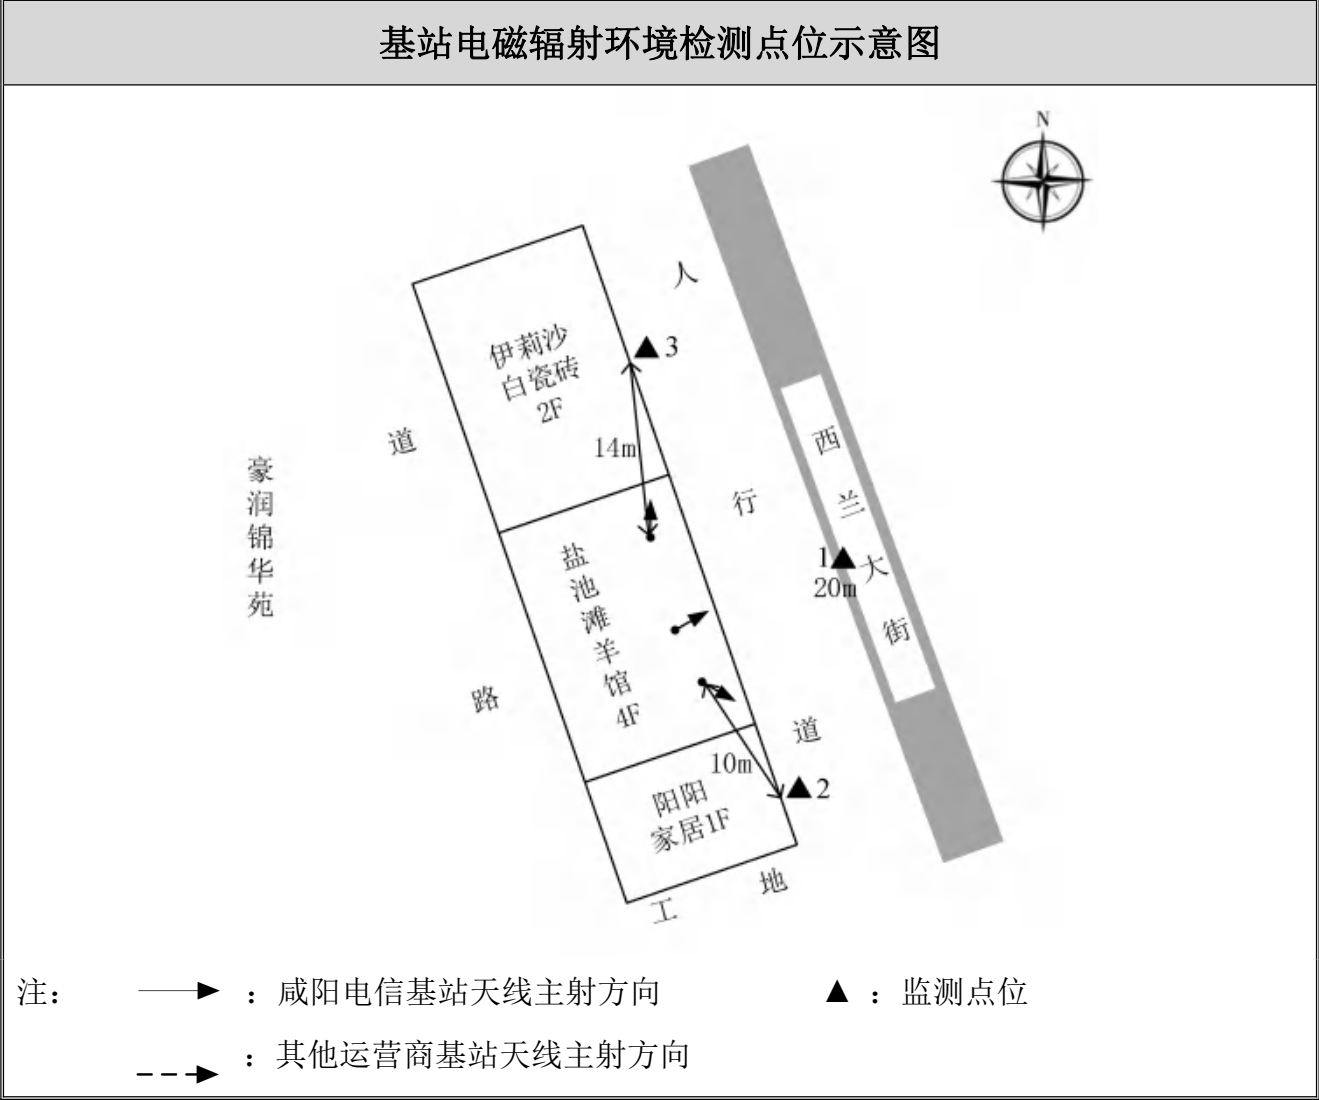 基站电磁辐射环境检测点位示意图
N
人
3
伊莉沙
白瓷砖
2F
道
14m
豪润锦华苑
西兰大街
行
盐池滩羊馆
4F
1
20m
路
道
10m
2
阳阳
家居1F
工地
注：
：咸阳电信基站天线主射方向
：监测点位
：其他运营商基站天线主射方向